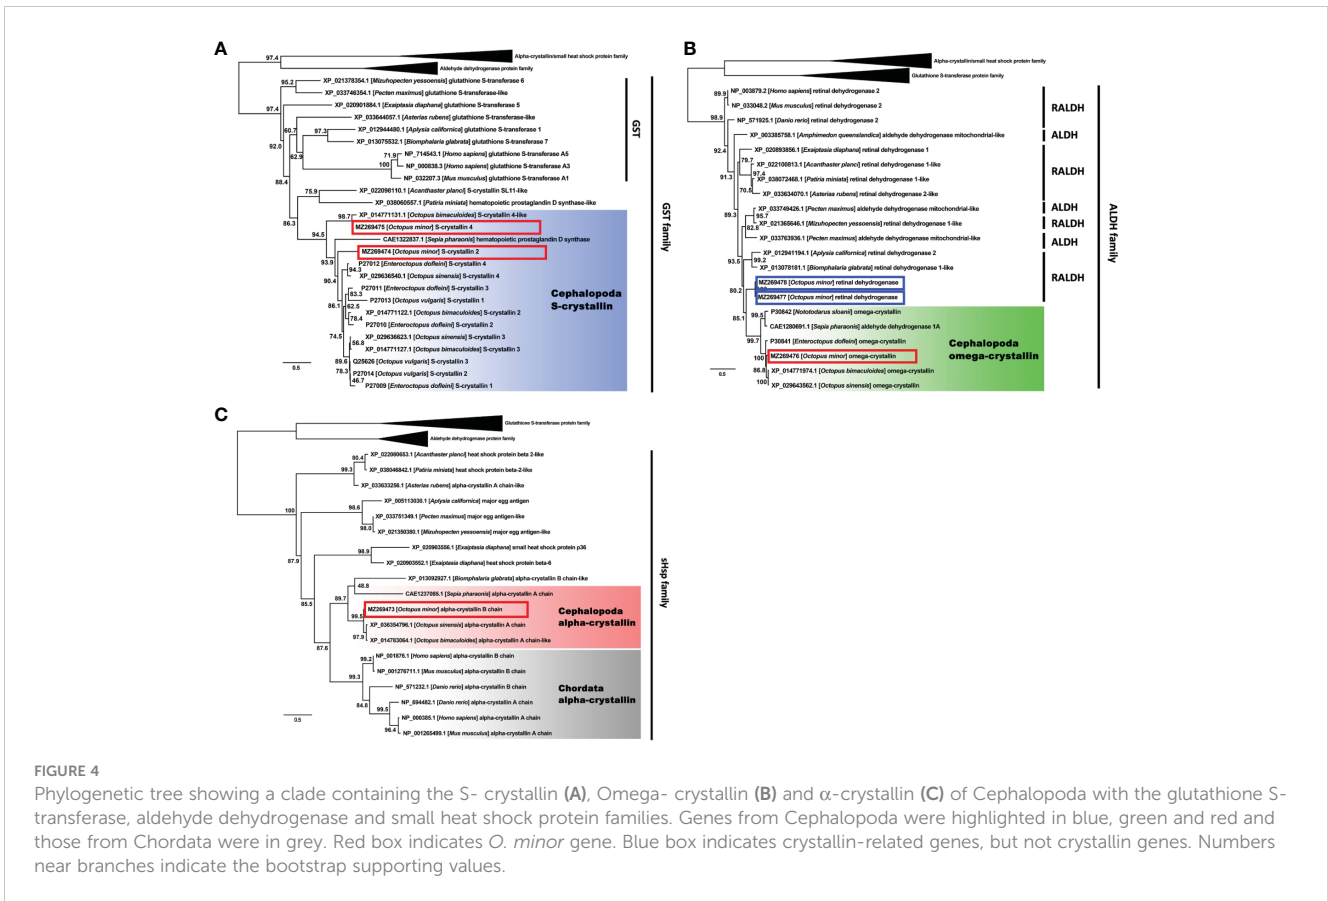 A
97.4
Alpha-crystallin/small heat shock protein family
Aldehyde dehydrogenase protein family
95.2
XP_021378354.1 [Mizuhopecten yessoensis] glutathione S-transferase 6
XP_033746354.1 [Pecten maximus] glutathione S-transferase-like
97.4
XP_020901884.1 [Exaiptasia diaphana] glutathione S-transferase 5
XP_033644057.1 [Asterias rubens] glutathione S-transferase-like
60.7
97.3
XP_012944480.1 [Aplysia californica] glutathione S-transferase 1
XP_013075532.1 [Biomphalaria glabrata] glutathione S-transferase 7
92.0
62.9
71.9
NP_714543.1 [Homo sapiens] glutathione S-transferase A5
100
NP_000838.3 [Homo sapiens] glutathione S-transferase A3
NP_032207.3 [Mus musculus] glutathione S-transferase A1
GST
88.4
75.9
XP_022098110.1 [Acanthaster planci] S-crystallin SL11-like
XP_038060557.1 [Patiria miniata] hematopoietic prostaglandin D synthase-like
86.3
98.7
XP_014771131.1 [Octopus bimaculoides] S-crystallin 4-like
MZ269475 [Octopus minor] S-crystallin 4
94.5
CAE1322837.1 [Sepia pharaonis] hematopoietic prostaglandin D synthase
MZ269474 [Octopus minor] S-crystallin 2
93.9
P27012 [Enteroctopus dofleini] S-crystallin 4
94.3
XP_029636540.1 [Octopus sinensis] S-crystallin 4
90.4
P27011 [Enteroctopus dofleini] S-crystallin 3
83.3
P27013 [Octopus vulgaris] S-crystallin 1
86.1
62.5
XP_014771122.1 [Octopus bimaculoides] S-crystallin 2
78.4
P27010 [Enteroctopus dofleini] S-crystallin 2
74.5
XP_029636623.1 [Octopus sinensis] S-crystallin 3
56.8
XP_014771127.1 [Octopus bimaculoides] S-crystallin 3
89.6
Q25626 [Octopus vulgaris] S-crystallin 3
78.3
P27014 [Octopus vulgaris] S-crystallin 2
46.7
P27009 [Enteroctopus dofleini] S-crystallin 1
Cephalopoda
S-crystallin
GST family
0.5
B
Alpha-crystallin/small heat shock protein family
Glutathione S-transferase protein family
89.9
NP_003879.2 [Homo sapiens] retinal dehydrogenase 2
NP_033048.2 [Mus musculus] retinal dehydrogenase 2
98.9
NP_571925.1 [Danio rerio] retinal dehydrogenase 2
RALDH
XP_003385758.1 [Amphimedon queenslandica] aldehyde dehydrogenase mitochondrial-like
ALDH
92.4
XP_020893856.1 [Exaiptasia diaphana] retinal dehydrogenase 1
79.7
XP_022100813.1 [Acanthaster planci] retinal dehydrogenase 1-like
97.4
91.3
XP_038072468.1 [Patiria miniata] retinal dehydrogenase 1-like
70.5
XP_033634070.1 [Asterias rubens] retinal dehydrogenase 2-like
RALDH
89.3
XP_033749426.1 [Pecten maximus] aldehyde dehydrogenase mitochondrial-like
ALDH
95.7
XP_021365646.1 [Mizuhopecten yessoensis] retinal dehydrogenase 1-like
RALDH
82.8
XP_033763936.1 [Pecten maximus] aldehyde dehydrogenase mitochondrial-like
ALDH
93.5
XP_012941194.1 [Aplysia californica] retinal dehydrogenase 2
99.2
XP_013078181.1 [Biomphalaria glabrata] retinal dehydrogenase 1-like
80.2
MZ269478 [Octopus minor] retinal dehydrogenase
MZ269477 [Octopus minor] retinal dehydrogenase
RALDH
85.1
99.5
P30842 [Nototodarus sloanii] omega-crystallin
CAE1280691.1 [Sepia pharaonis] aldehyde dehydrogenase 1A
99.7
P30841 [Enteroctopus dofleini] omega-crystallin
100
MZ269476 [Octopus minor] omega-crystallin
86.8
XP_014771974.1 [Octopus bimaculoides] omega-crystallin
100
XP_029643562.1 [Octopus sinensis] omega-crystallin
Cephalopoda
omega-crystallin
ALDH family
0.5
C
Glutathione S-transferase protein family
Aldehyde dehydrogenase protein family
80.4
XP_022080653.1 [Acanthaster planci] heat shock protein beta 2-like
99.3
XP_038046842.1 [Patiria miniata] heat shock protein beta-2-like
XP_033633256.1 [Asterias rubens] alpha-crystallin A chain-like
100
98.6
XP_005113030.1 [Aplysia californica] major egg antigen
XP_033751349.1 [Pecten maximus] major egg antigen-like
98.0
XP_021350380.1 [Mizuhopecten yessoensis] major egg antigen-like
87.9
98.9
XP_020903556.1 [Exaiptasia diaphana] small heat shock protein p36
XP_020903552.1 [Exaiptasia diaphana] heat shock protein beta-6
85.5
XP_013092927.1 [Biomphalaria glabrata] alpha-crystallin B chain-like
48.8
89.7
CAE1237085.1 [Sepia pharaonis] alpha-crystallin A chain
99.5
MZ269473 [Octopus minor] alpha-crystallin B chain
XP_036354796.1 [Octopus sinensis] alpha-crystallin A chain
97.9
XP_014783064.1 [Octopus bimaculoides] alpha-crystallin A chain-like
Cephalopoda
alpha-crystallin
87.6
99.2
NP_001876.1 [Homo sapiens] alpha-crystallin B chain
99.3
NP_001276711.1 [Mus musculus] alpha-crystallin B chain
NP_571232.1 [Danio rerio] alpha-crystallin B chain
84.8
NP_694482.1 [Danio rerio] alpha-crystallin A chain
99.5
NP_000385.1 [Homo sapiens] alpha-crystallin A chain
96.4
NP_001265499.1 [Mus musculus] alpha-crystallin A chain
Chordata
alpha-crystallin
sHsp family
0.5
FIGURE 4
Phylogenetic tree showing a clade containing the S- crystallin (A), Omega- crystallin (B) and α-crystallin (C) of Cephalopoda with the glutathione S-
transferase, aldehyde dehydrogenase and small heat shock protein families. Genes from Cephalopoda were highlighted in blue, green and red and
those from Chordata were in grey. Red box indicates O. minor gene. Blue box indicates crystallin-related genes, but not crystallin genes. Numbers
near branches indicate the bootstrap supporting values.